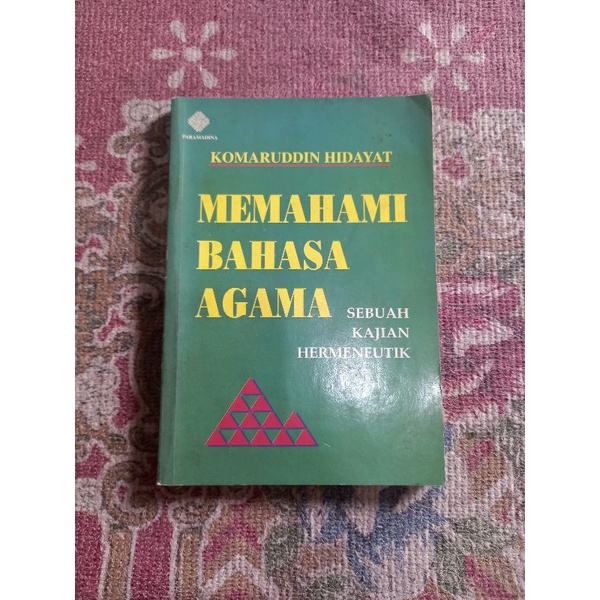 PARAMADINA
KOMARUDDIN HIDAYAT
MEMAHAMI
BAHASA
AGAMA
SEBUAH
KAJIAN
HERMENEUTIK